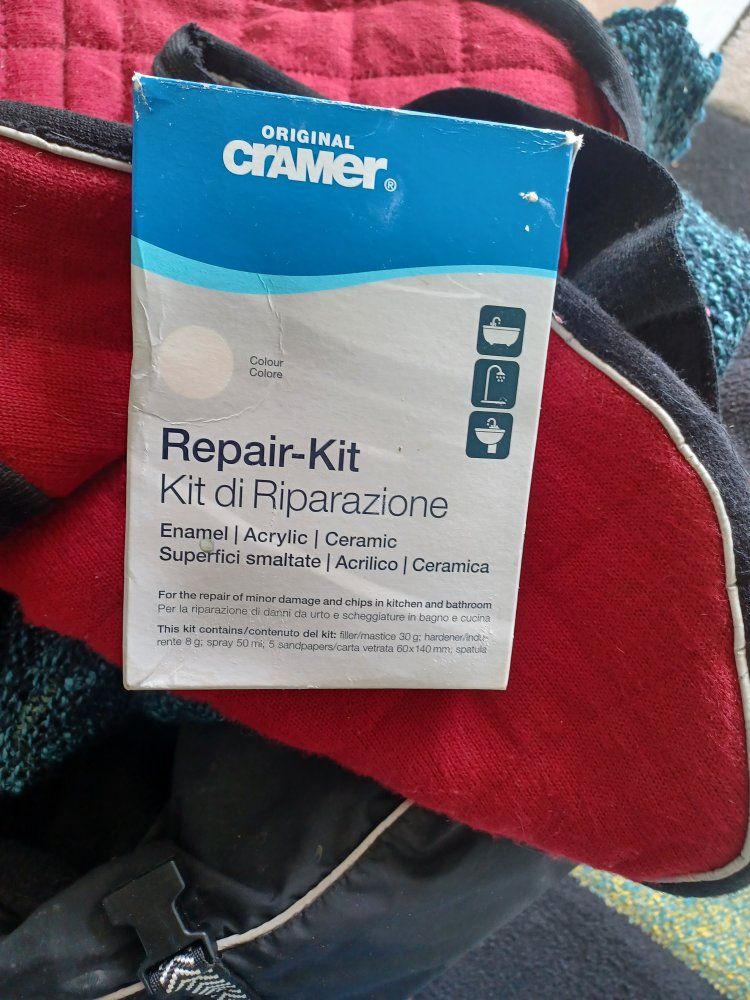 ORIGINAL
CRAMER®
Colour
Colore
Repair-Kit
Kit di Riparazione
Enamel | Acrylic | Ceramic
Superfici smaltate | Acrilico | Ceramica
For the repair of minor damage and chips in kitchen and bathroom
Per la riparazione di danni da urto e scheggiature in bagno e cucina
This kit contains/contenuto del kit: filler/mastice 30 g; hardener/indu-
rente 8 g; spray 50 ml; 5 sandpapers/carta vetrata 60x140 mm; spatula